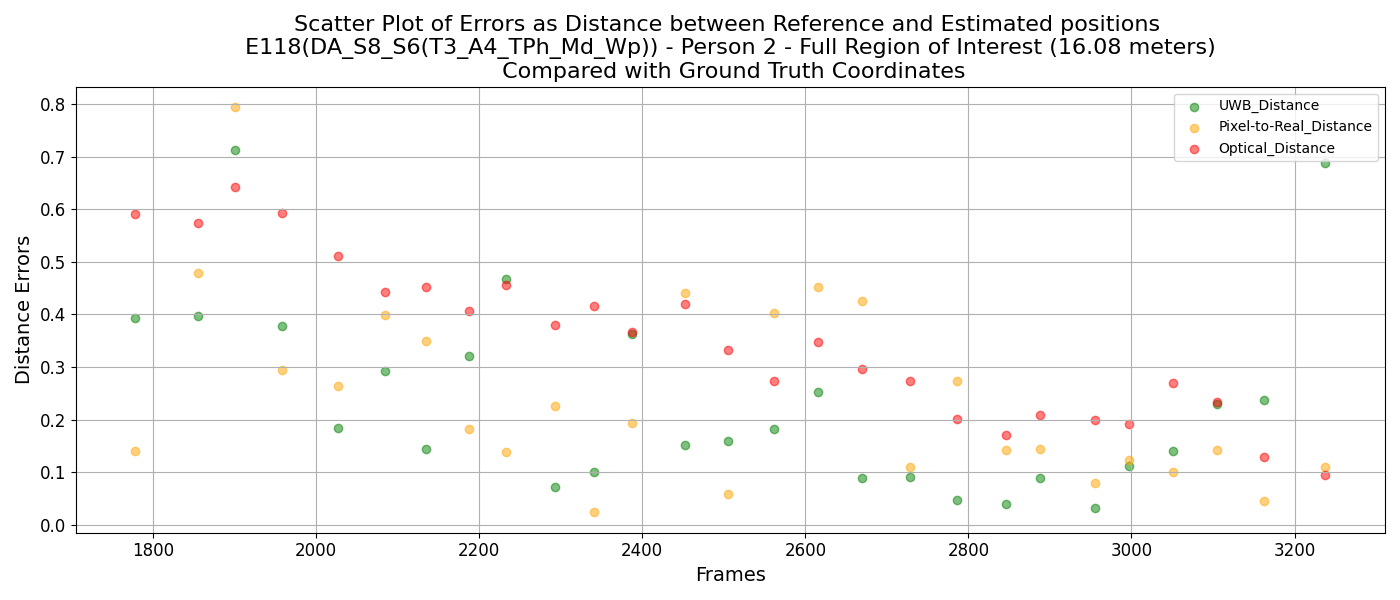 Scatter Plot of Errors as Distance between Reference and Estimated positions
E118(DA_S8_S6(T3_A4_TPh_Md_Wp)) - Person 2 - Full Region of Interest (16.08 meters)
Compared with Ground Truth Coordinates
UWB_Distance
Pixel-to-Real_Distance
Optical_Distance
Distance Errors
0.8
0.7
0.6
0.5
0.4
0.3
0.2
0.1
0.0
1800 2000 2200 2400 2600 2800 3000 3200
Frames